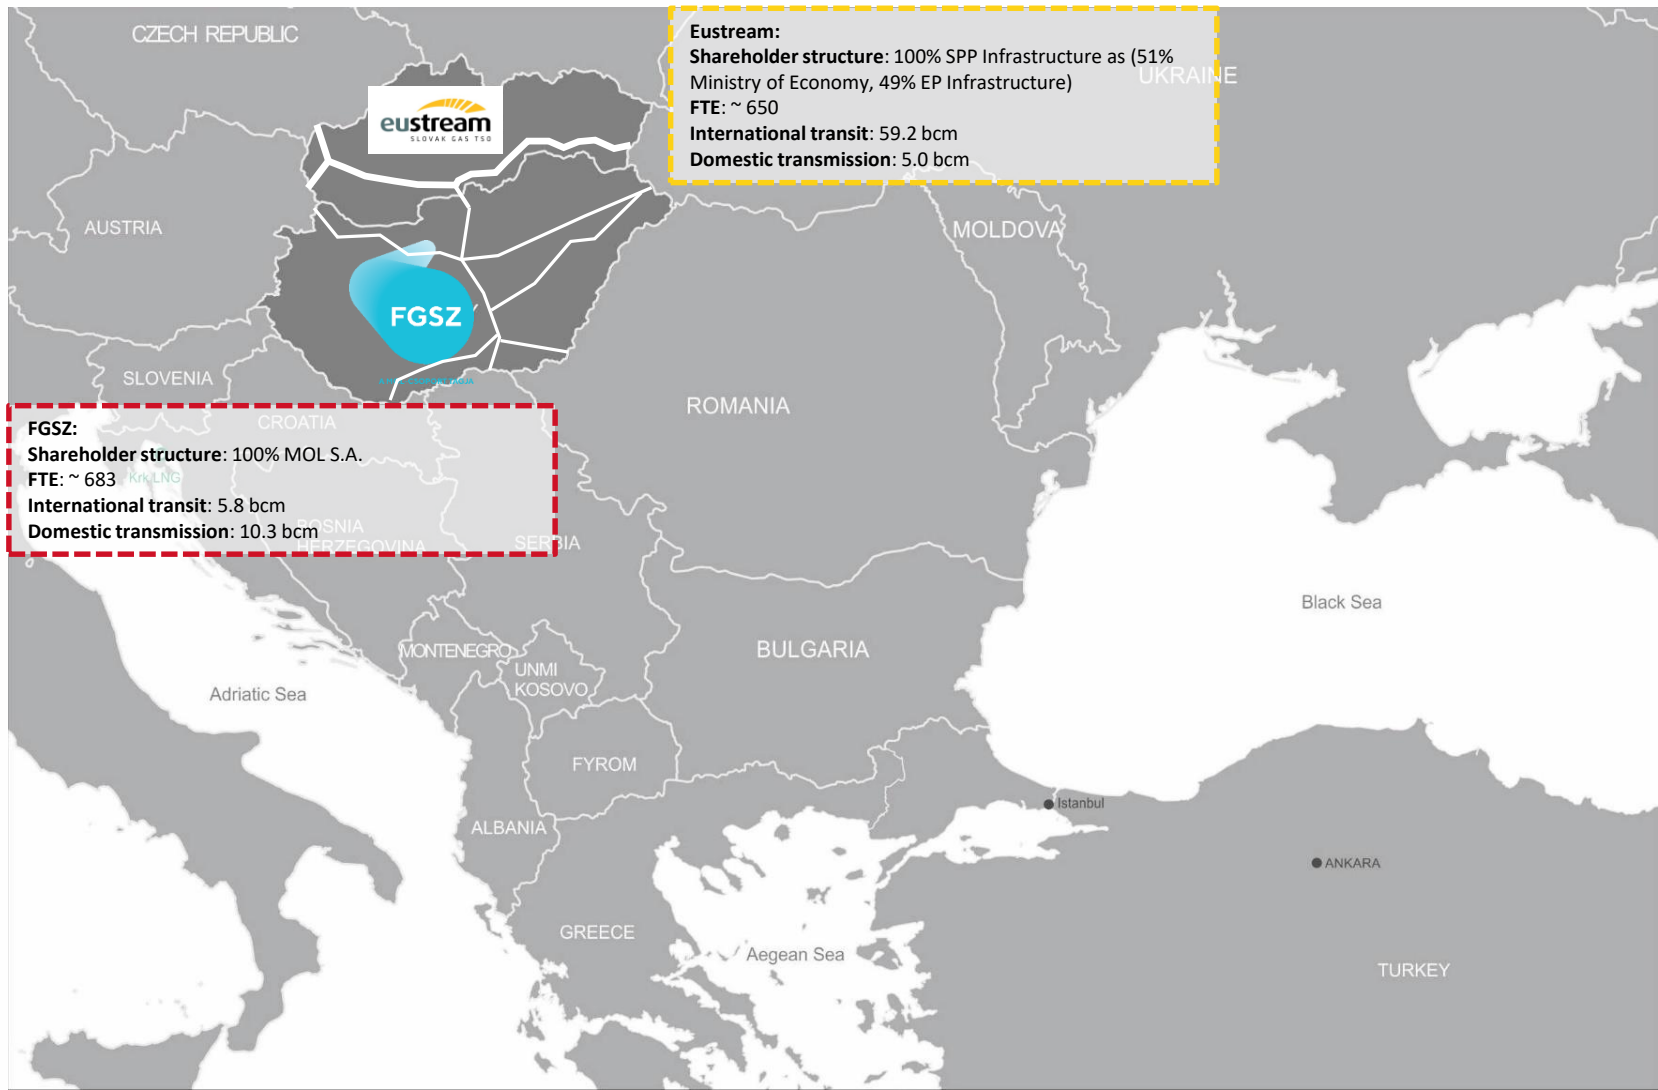 CZECH REPUBLIC
Eustream:
Shareholder structure: 100% SPP Infrastructure as (51%
Ministry of Economy, 49% EP Infrastructure)
FTE: ~ 650
International transit: 59.2 bcm
Domestic transmission: 5.0 bcm
UKRAINE
eustream
SLOVAK GAS TSO
AUSTRIA
MOLDOVA
FGSZ
SLOVENIA
ROMANIA
CROATIA
FGSZ:
Shareholder structure: 100% MOL S.A.
FTE: ~ 683
Krk LNG
International transit: 5.8 bcm
Domestic transmission: 10.3 bcm
BOSNIA
HERZEGOVINA
SERBIA
Black Sea
MONTENEGRO
UNMI
KOSOVO
BULGARIA
Adriatic Sea
FYROM
Istanbul
ALBANIA
ANKARA
GREECE
Aegean Sea
TURKEY